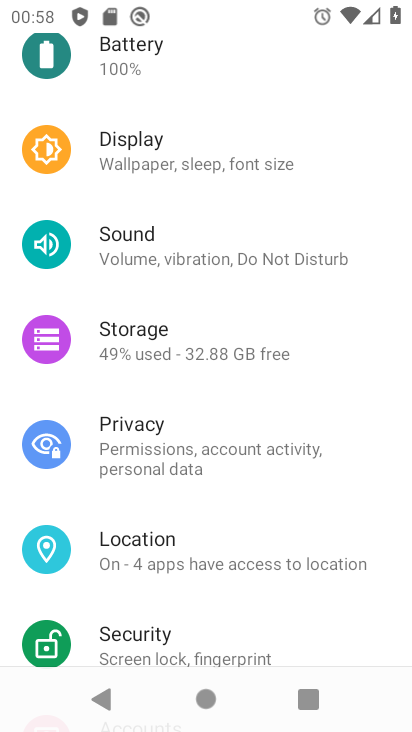 00:58
Battery
100%
Display
Wallpaper, sleep, font size
Sound
Volume, vibration, Do Not Disturb
Storage
49% used - 32.88 GB free
Privacy
Permissions, account activity,
personal data
Location
On - 4 apps have access to location
Security
Screen lock, fingerprint
Accounts